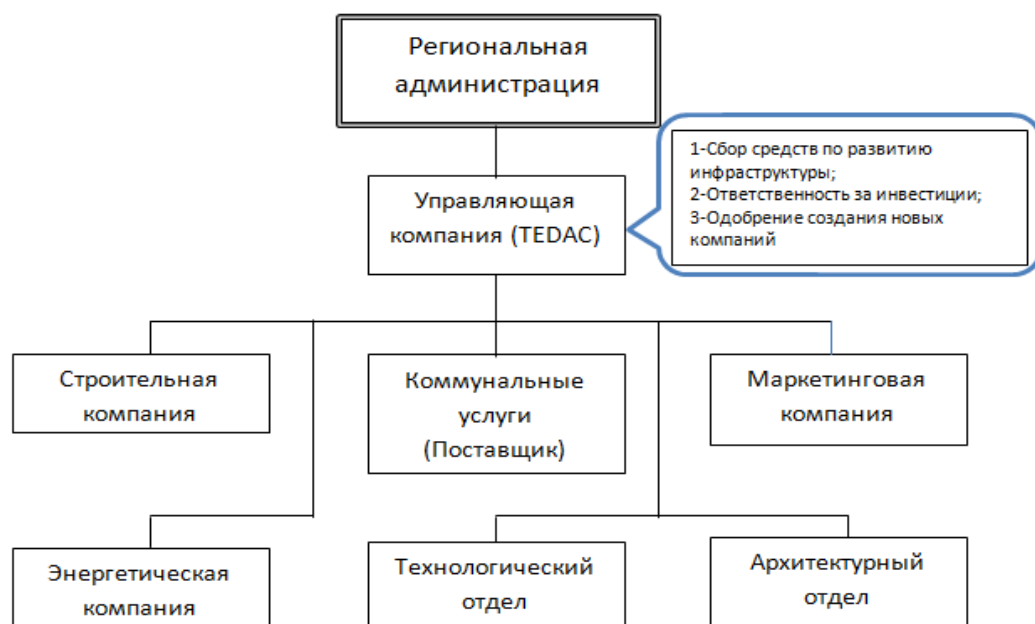 Региональная
администрация
1-Сбор средств по развитию
инфраструктуры;
2-Ответственность за инвестиции;
3-Одобрение создания новых
компаний
Управляющая
компания (TEDAC)
Строительная
компания
Коммунальные
услуги
(Поставщик)
Маркетинговая
компания
Энергетическая
компания
Технологический
отдел
Архитектурный
отдел